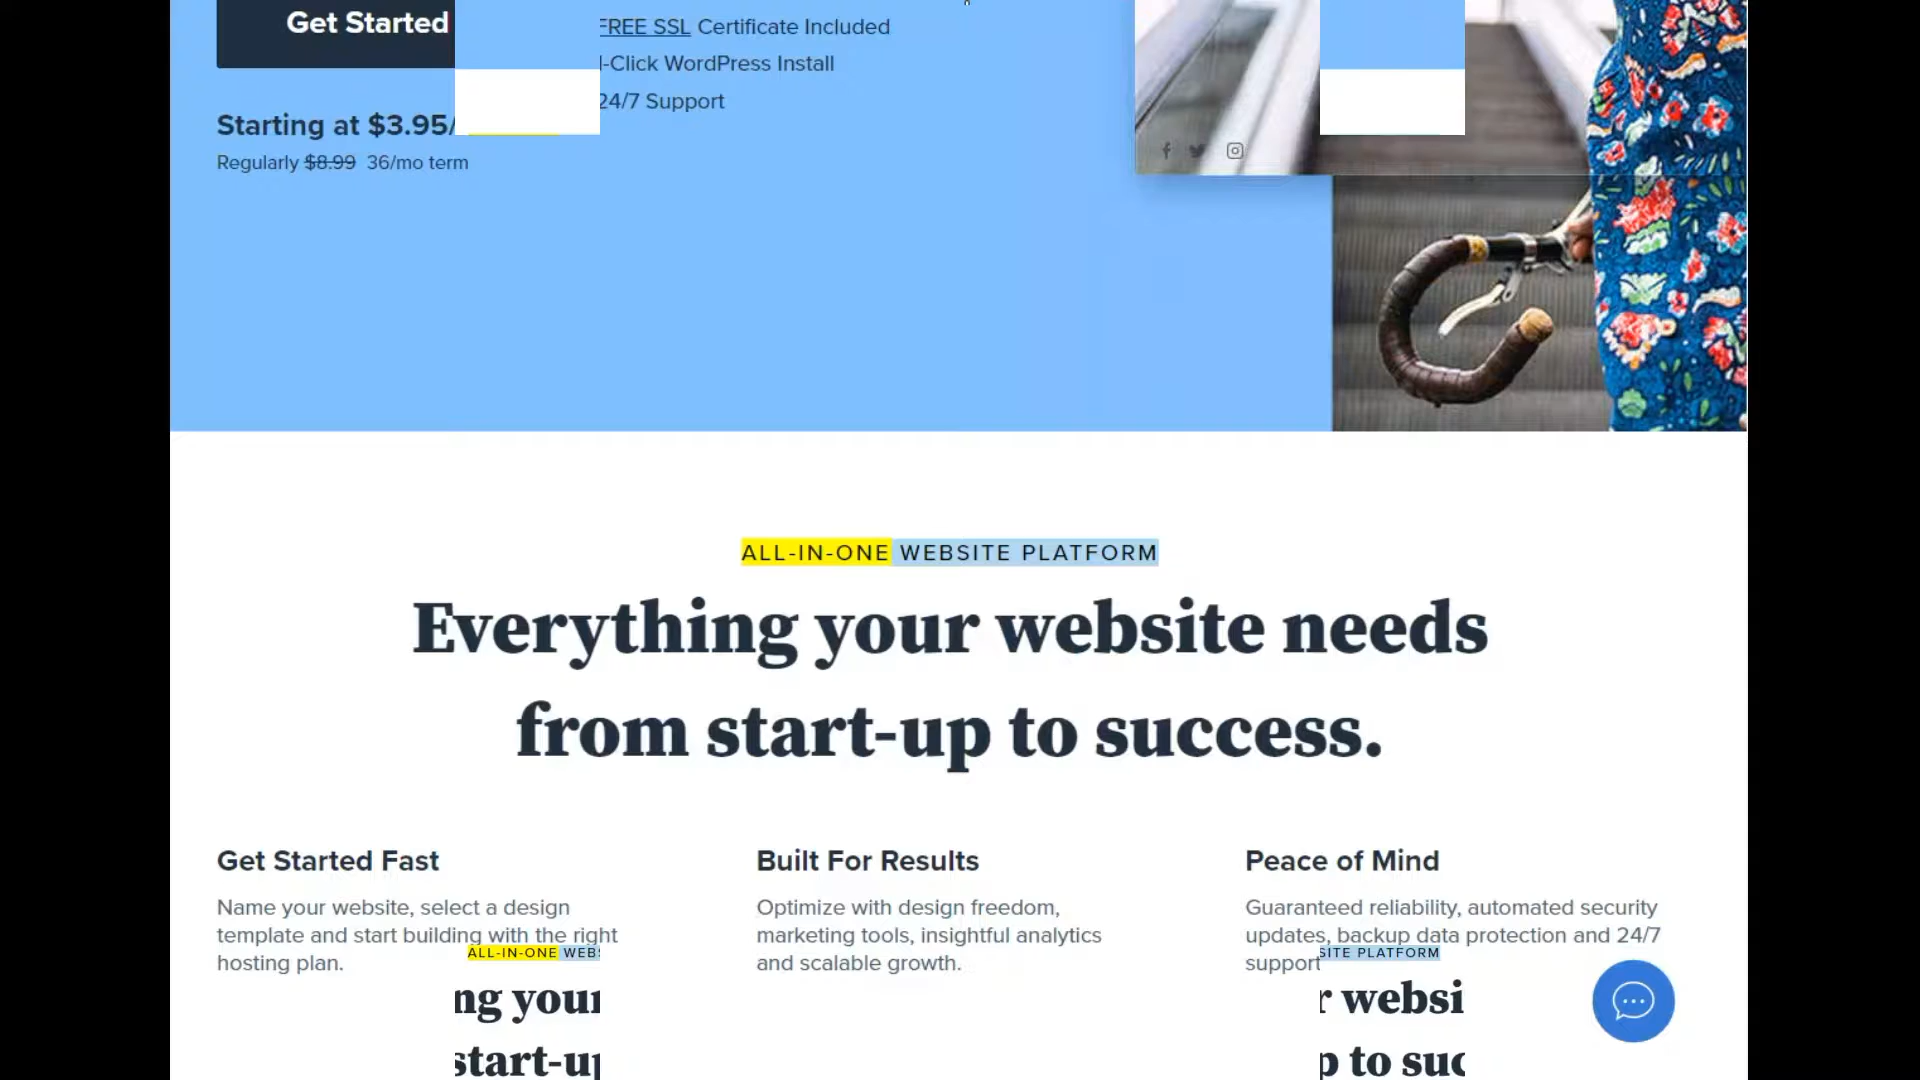 Get Started
FREE SSL Certificate Included
-Click WordPress Install
24/7 Support
Starting at $3.95/
Regularly $8.99 36/mo term
ALL-IN-ONE WEBSITE PLATFORM
Everything your website needs
from start-up to success.
Get Started Fast
Name your website, select a design
template and start building with the right
hosting plan.
Built For Results
Optimize with design freedom,
marketing tools, insightful analytics
and scalable growth.
Peace of Mind
Guaranteed reliability, automated security
updates, backup data protection and 24/7
support
ALL-IN-ONE WEBS
SITE PLATFORM
ng your
r websi
start-up
p to suc